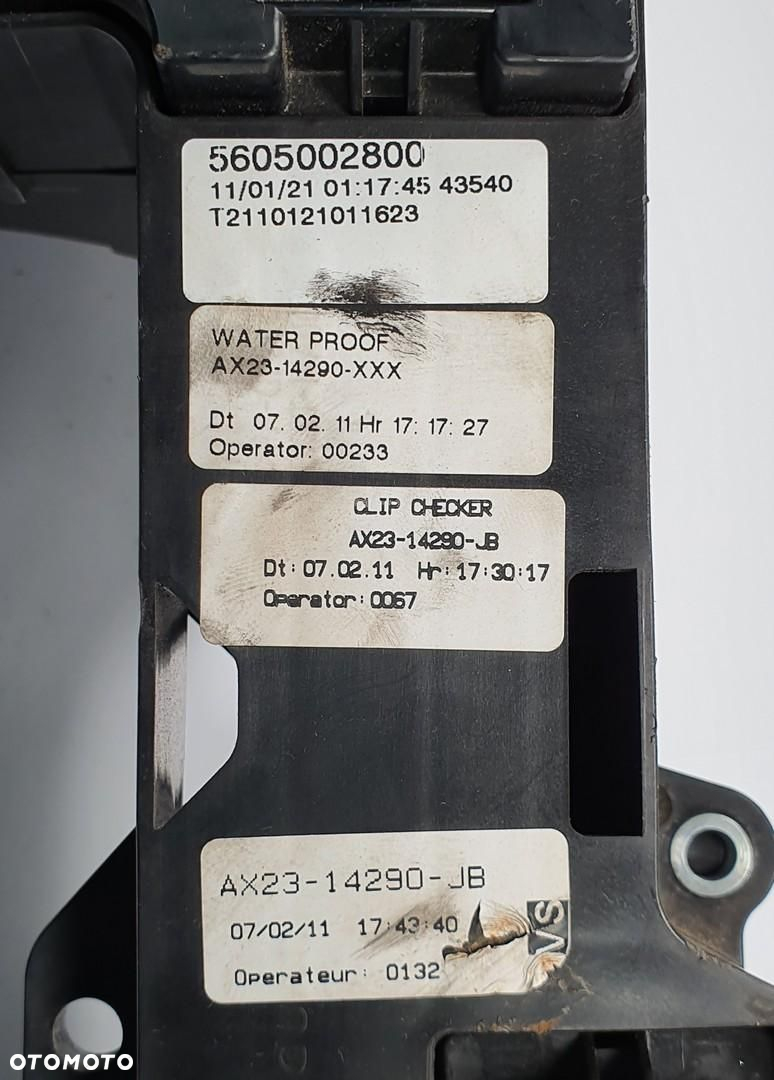 5605002800
11/01/21 01:17:45 43540
T2110121011623
WATER PROOF
AX23-14290-XXX
Dt 07. 02. 11 Hr 17: 17: 27
Operator: 00233
CLIP CHECKER
AX23-14290-JB
Dt: 07.02.11 Hr: 17:30:17
Operator: 0067
AX23-14290-JB
07/02/11 17:43:40
Operateur: 0132
VS
OTOMOTO